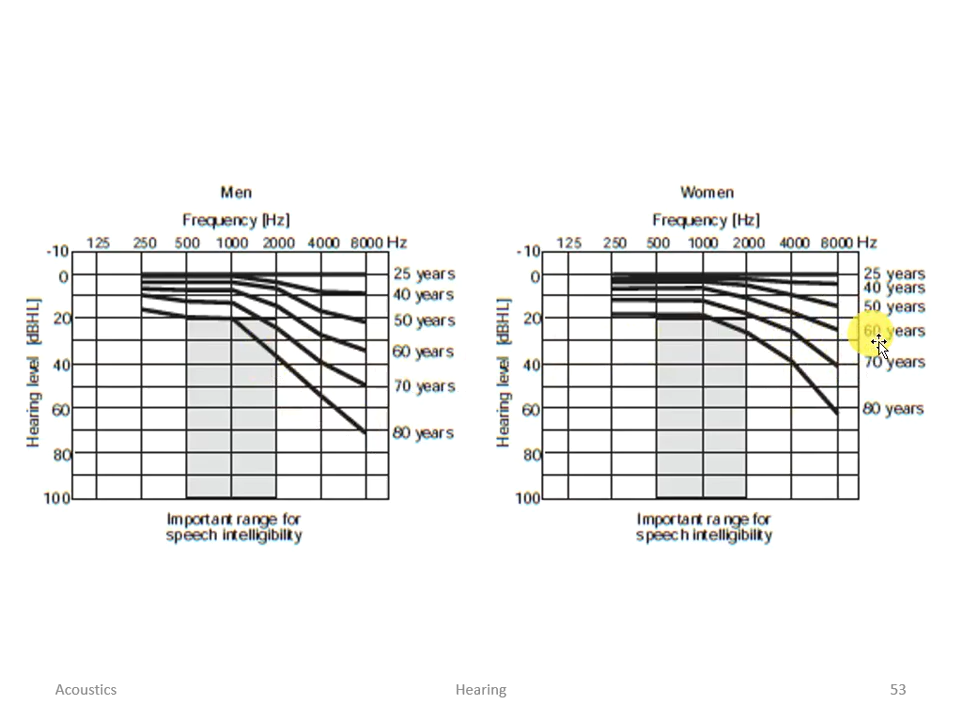 Men
Frequency [Hz]
125 250 500 1000 2000 4000 8000 Hz
-10
0
20
40
60
80
100
Hearing level [dBHL]
25 years
40 years
50 years
60 years
70 years
80 years
Important range for
speech intelligibility
Women
Frequency [Hz]
125 250 500 1000 2000 4000 8000 Hz
-10
0
20
40
60
80
100
Hearing level [dBHL]
25 years
40 years
50 years
60 years
70 years
80 years
Important range for
speech intelligibility
Acoustics
Hearing
53